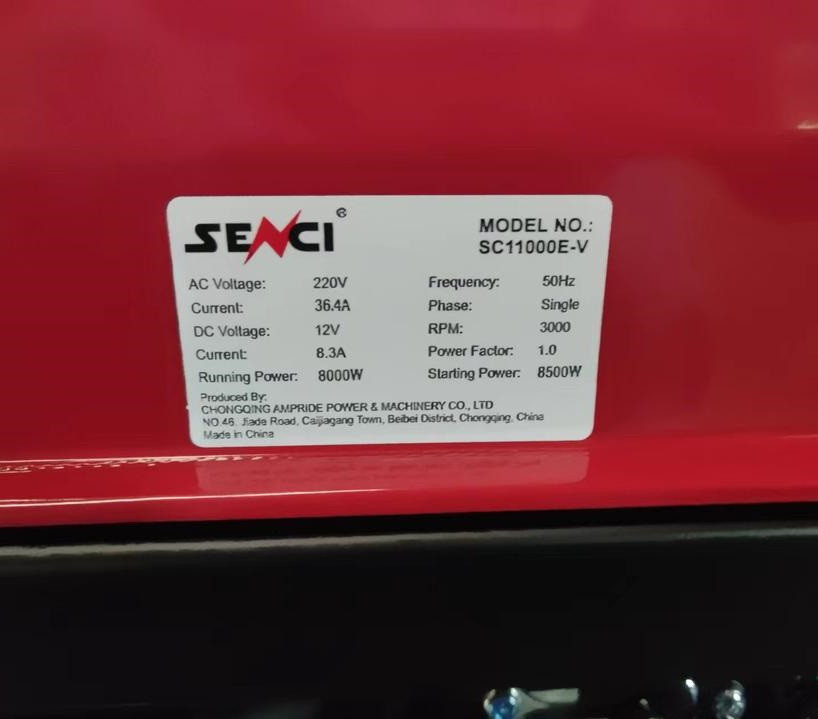 SENCI®
MODEL NO.:
SC11000E-V
AC Voltage: 220V
Current: 36.4A
DC Voltage: 12V
Current: 8.3A
Running Power: 8000W
Frequency: 50Hz
Phase: Single
RPM: 3000
Power Factor: 1.0
Starting Power: 8500W
Produced By:
CHONGQING AMPRIDE POWER & MACHINERY CO., LTD
NO.46. Jiade Road, Caijiagang Town, Beibei District, Chongqing, China
Made in China